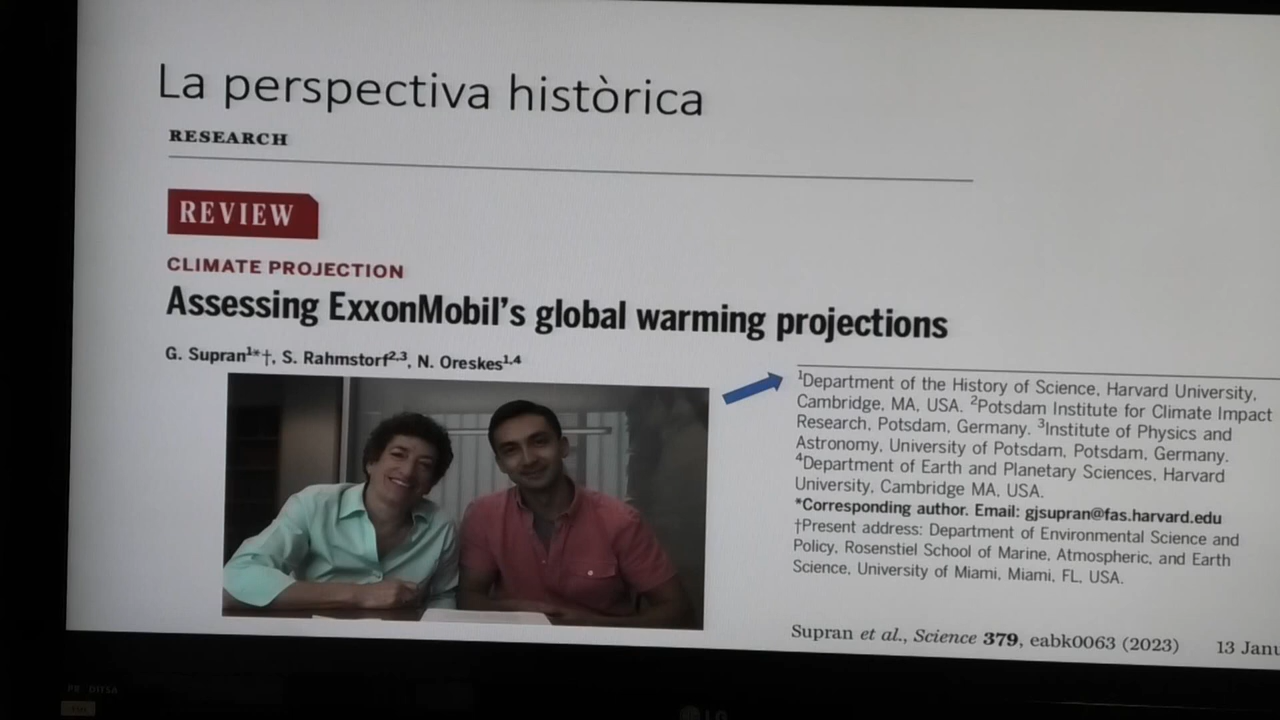 La perspectiva històrica
RESEARCH
REVIEW
CLIMATE PROJECTION
Assessing ExxonMobil's global warming projections
G. Supran¹*†, S. Rahmstorf²,³, N. Oreskes¹,⁴
¹Department of the History of Science, Harvard University,
Cambridge, MA, USA. ²Potsdam Institute for Climate Impact
Research, Potsdam, Germany. ³Institute of Physics and
Astronomy, University of Potsdam, Potsdam, Germany.
⁴Department of Earth and Planetary Sciences, Harvard
University, Cambridge MA, USA.
*Corresponding author. Email: gjsupran@fas.harvard.edu
†Present address: Department of Environmental Science and
Policy, Rosenstiel School of Marine, Atmospheric, and Earth
Science, University of Miami, Miami, FL, USA.
Supran et al., Science 379, eabk0063 (2023) 13 Janu
LG